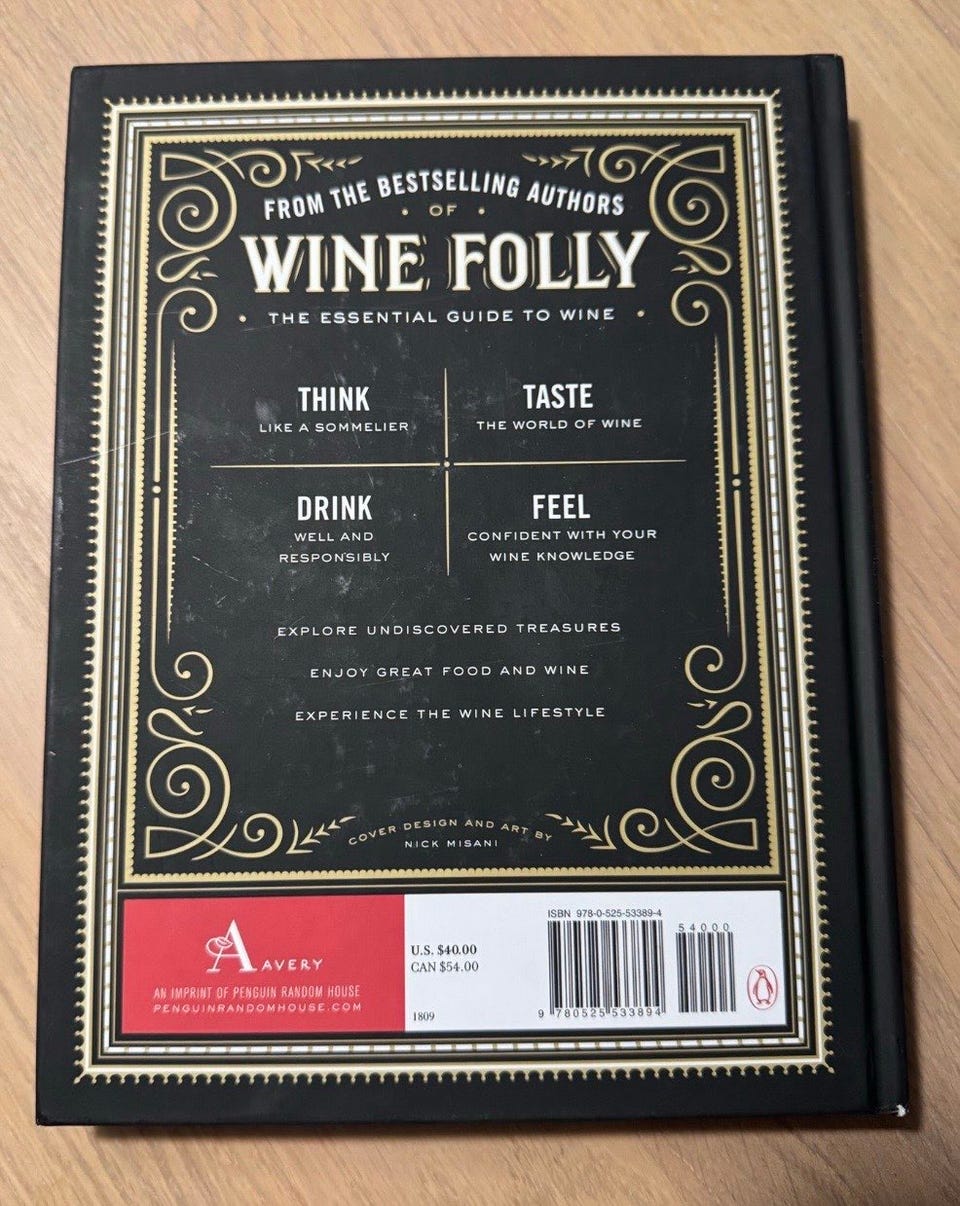 FROM THE BESTSELLING AUTHORS
• OF •
WINE FOLLY
• THE ESSENTIAL GUIDE TO WINE •
THINK
LIKE A SOMMELIER
TASTE
THE WORLD OF WINE
DRINK
WELL AND
RESPONSIBLY
FEEL
CONFIDENT WITH YOUR
WINE KNOWLEDGE
EXPLORE UNDISCOVERED TREASURES
ENJOY GREAT FOOD AND WINE
EXPERIENCE THE WINE LIFESTYLE
COVER DESIGN AND ART BY
NICK MISANI
AVERY
AN IMPRINT OF PENGUIN RANDOM HOUSE
PENGUINRANDOMHOUSE.COM
U.S. $40.00
CAN $54.00
1809
ISBN 978-0-525-53389-4
54000
9 780525 533894